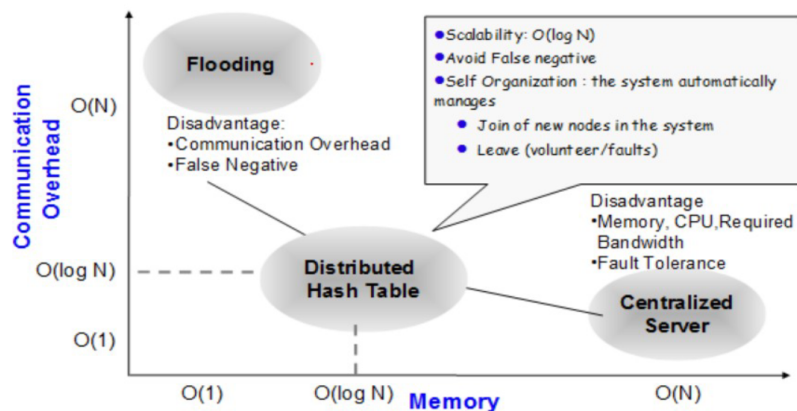 Communication
Overhead
O(N)
O(log N)
O(1)
Flooding
Disadvantage:
•Communication Overhead
•False Negative
●Scalability: O(log N)
●Avoid False negative
●Self Organization : the system automatically
manages
● Join of new nodes in the system
● Leave (volunteer/faults)
Disadvantage
•Memory, CPU,Required
Bandwidth
•Fault Tolerance
Distributed
Hash Table
Centralized
Server
O(1)
O(log N)
Memory
O(N)